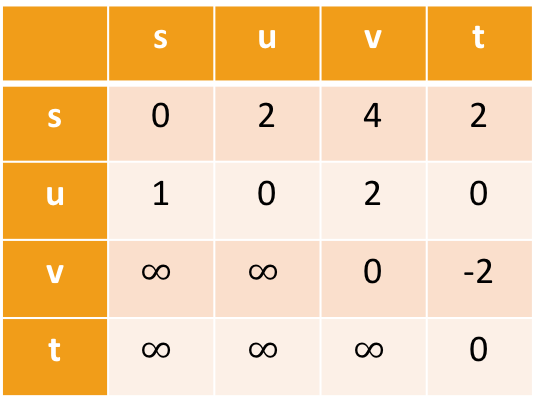 s u v t
s 0 2 4 2
u 1 0 2 0
v ∞ ∞ 0 -2
t ∞ ∞ ∞ 0